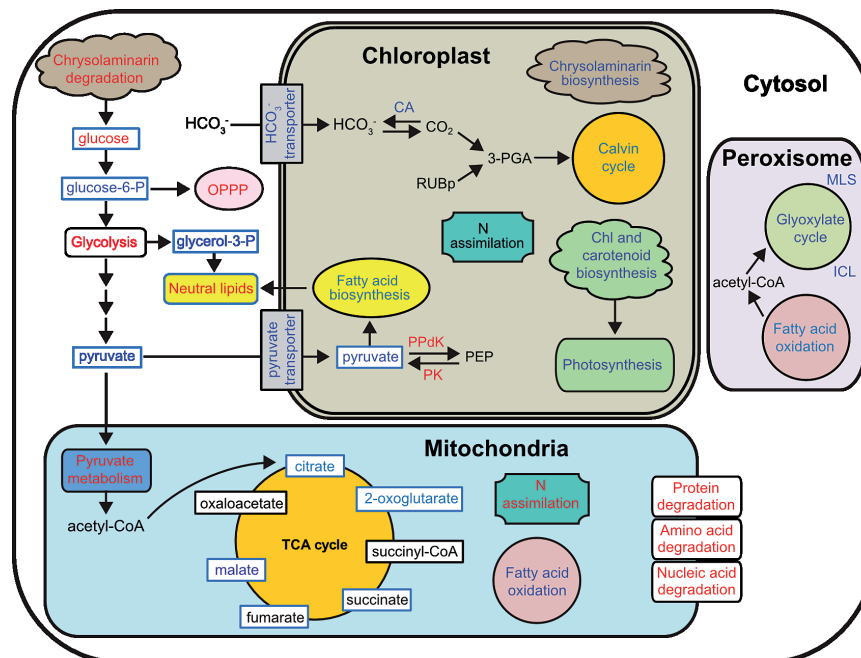 Chrysolaminarin
degradation
glucose
glucose-6-P
OPPP
Glycolysis
glycerol-3-P
Neutral lipids
pyruvate
HCO₃⁻
HCO₃⁻
transporter
pyruvate
transporter
Chloroplast
Chrysolaminarin
biosynthesis
HCO₃⁻
CA
CO₂
3-PGA
RUBp
Calvin
cycle
N
assimilation
Chl and
carotenoid
biosynthesis
Fatty acid
biosynthesis
pyruvate
PPdK
PK
PEP
Photosynthesis
Cytosol
Peroxisome
MLS
Glyoxylate
cycle
ICL
acetyl-CoA
Fatty acid
oxidation
Mitochondria
Pyruvate
metabolism
acetyl-CoA
citrate
oxaloacetate
2-oxoglutarate
TCA cycle
succinyl-CoA
malate
succinate
fumarate
N
assimilation
Fatty acid
oxidation
Protein
degradation
Amino acid
degradation
Nucleic acid
degradation